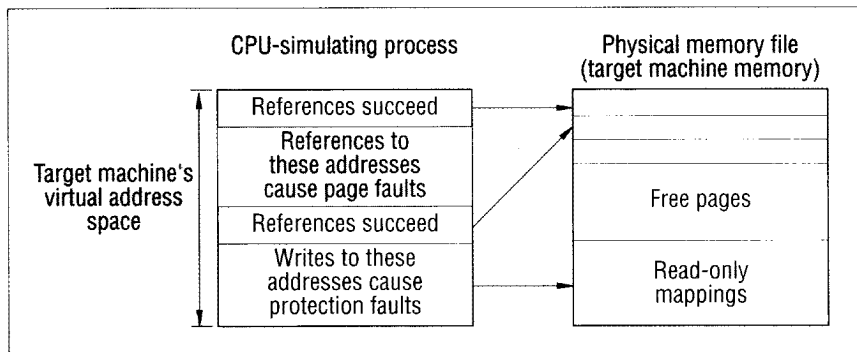 CPU-simulating process
Physical memory file
(target machine memory)
Target machine's
virtual address
space
References succeed
References to
these addresses
cause page faults
References succeed
Writes to these
addresses cause
protection faults
Free pages
Read-only
mappings